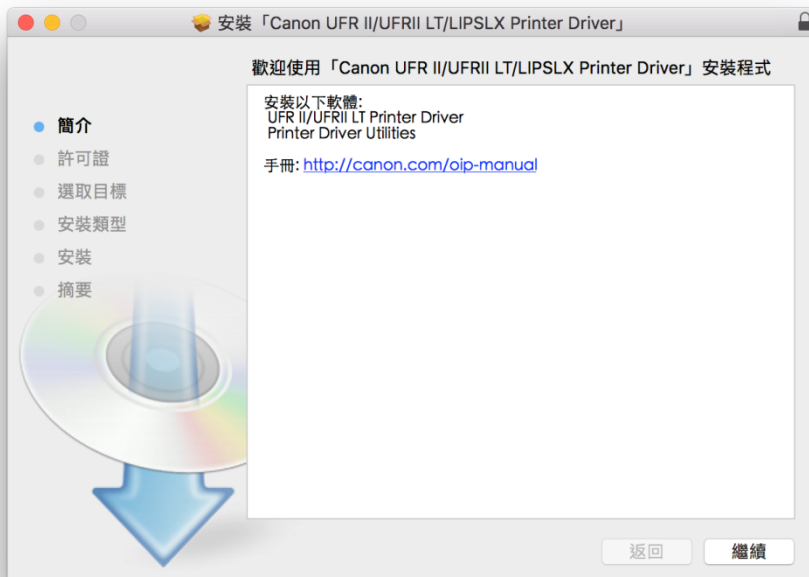 安裝「Canon UFR II/UFRII LT/LIPSLX Printer Driver」
歡迎使用「Canon UFR II/UFRII LT/LIPSLX Printer Driver」安裝程式
簡介
許可證
選取目標
安裝類型
安裝
摘要
安裝以下軟體:
UFR II/UFRII LT Printer Driver
Printer Driver Utilities
手冊: http://canon.com/oip-manual
返回
繼續